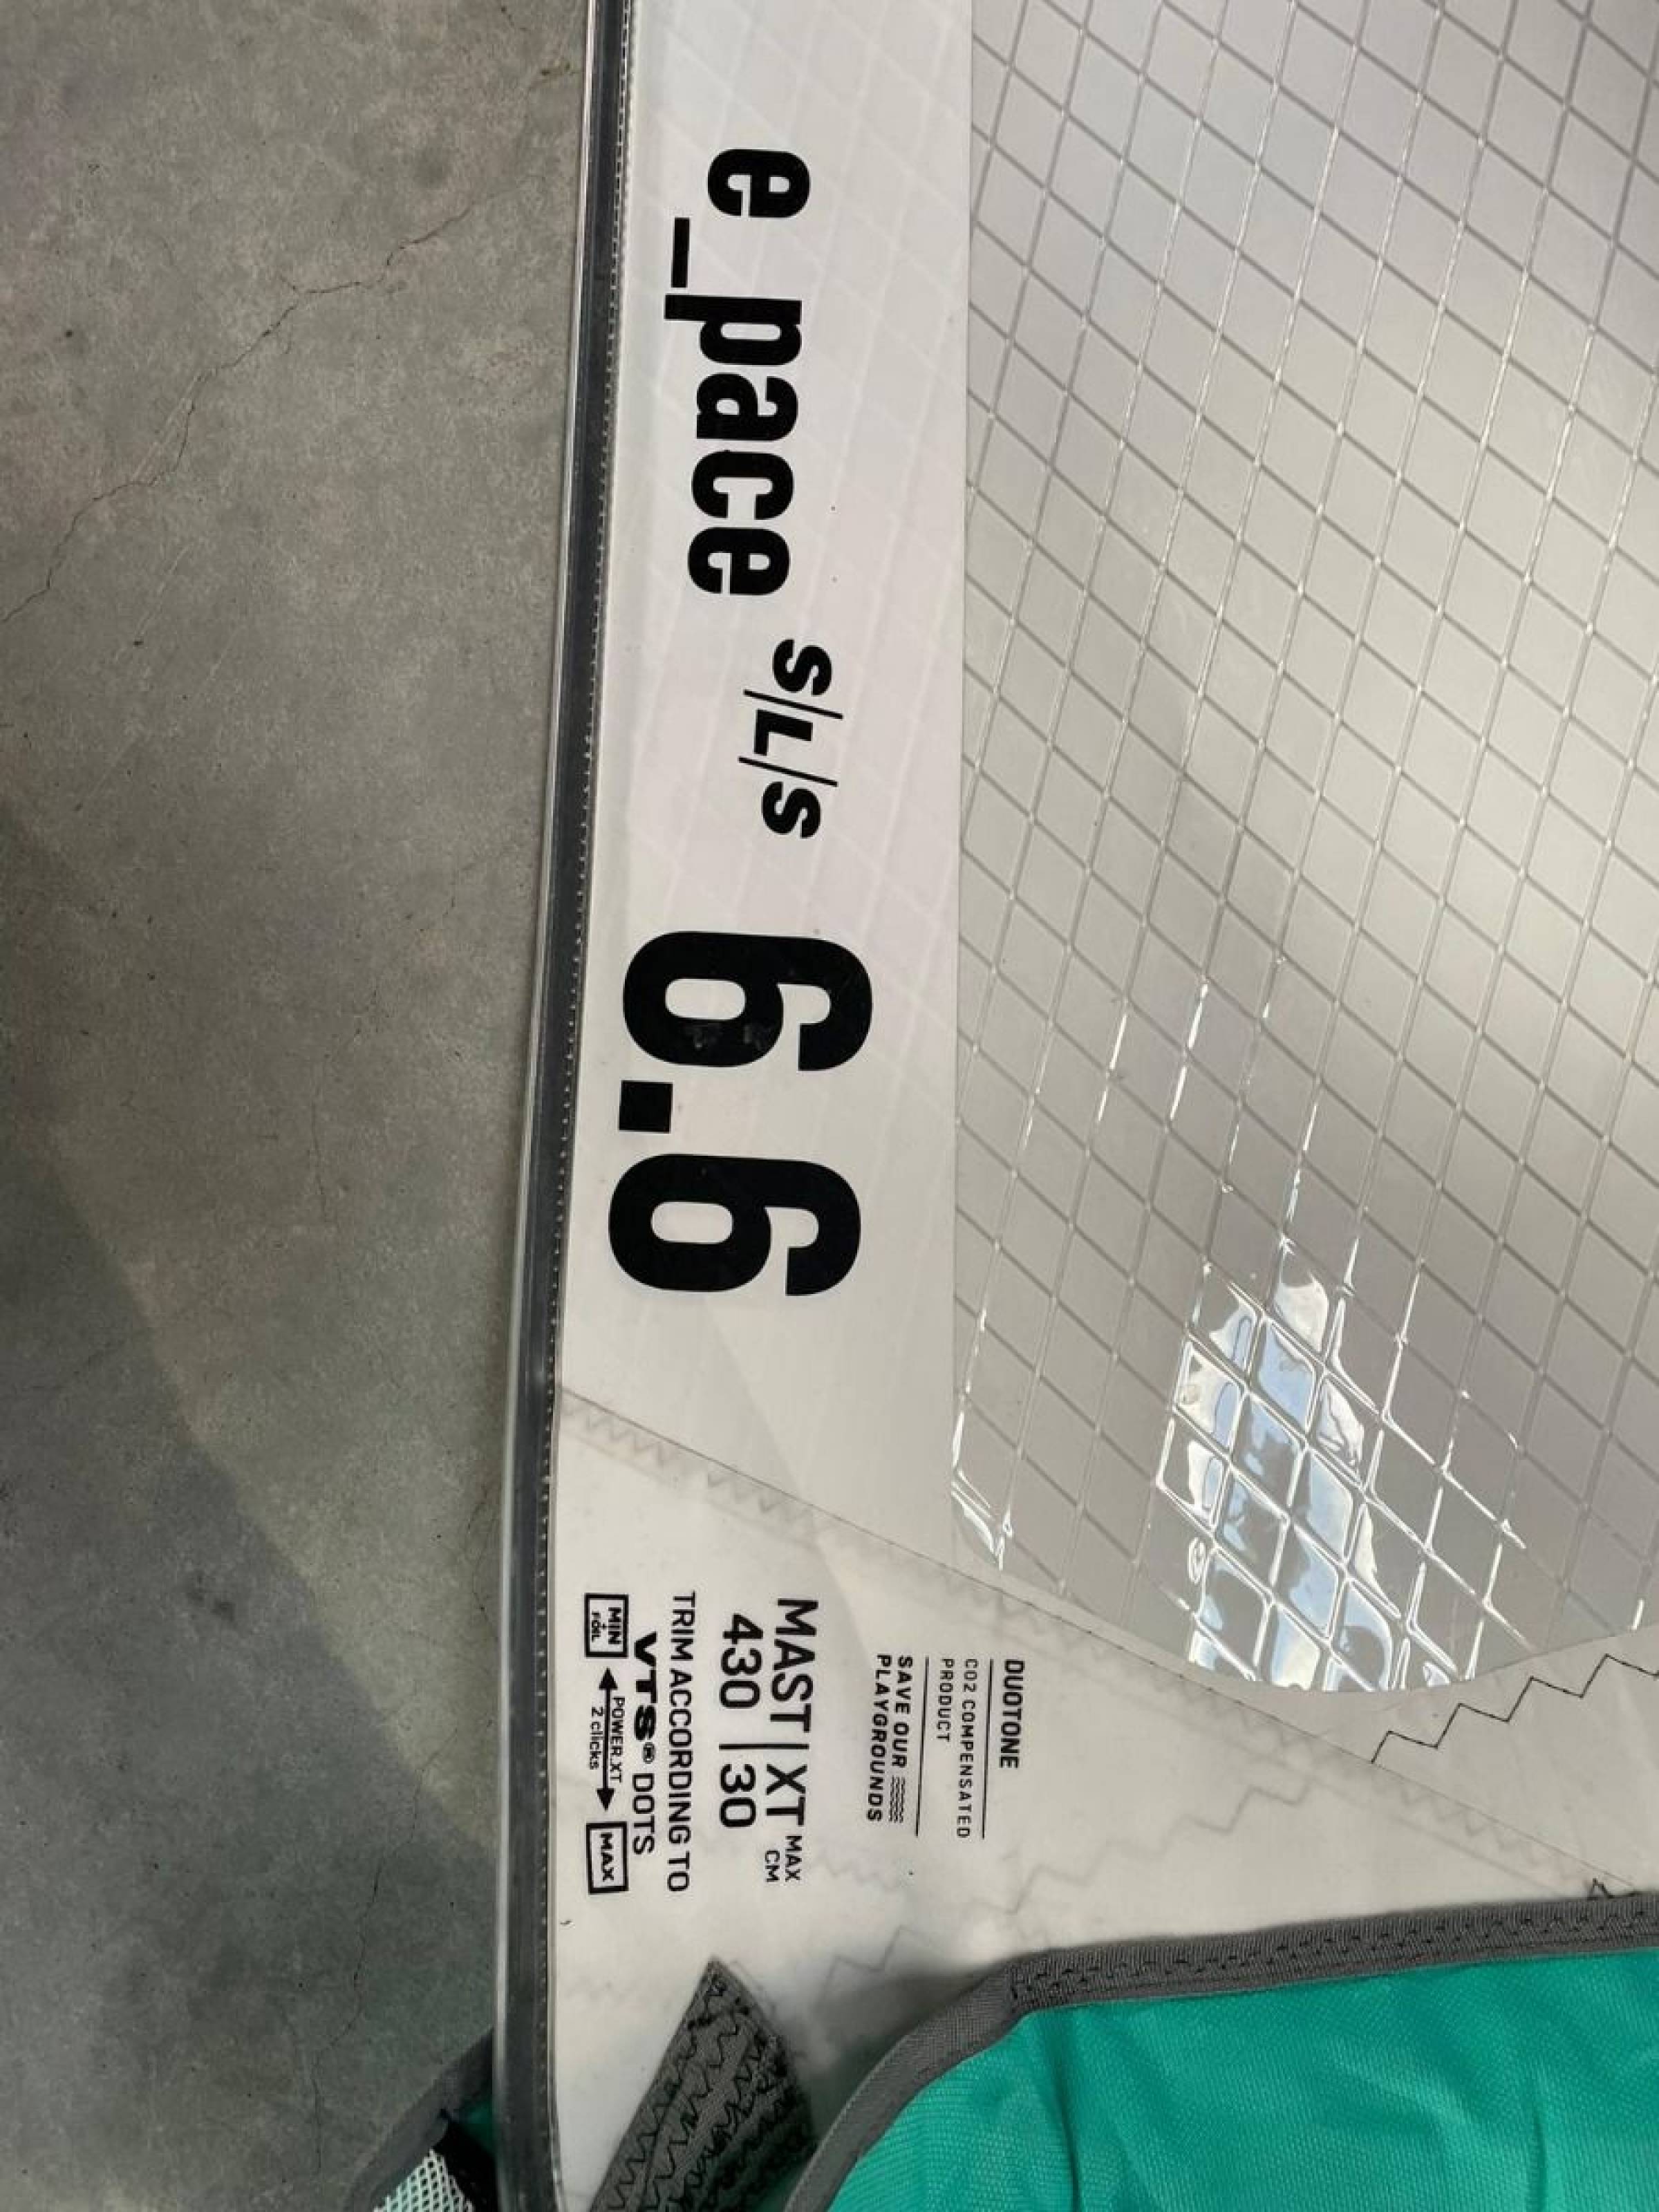 e_pace s/L/s 6.6
DUOTONE
CO2 COMPENSATED
PRODUCT
SAVE OUR
PLAYGROUNDS
MAST | XT MAX CM
430 | 30
TRIM ACCORDING TO
VTS® DOTS
MIN + FOIL POWER.XT 2 clicks MAX